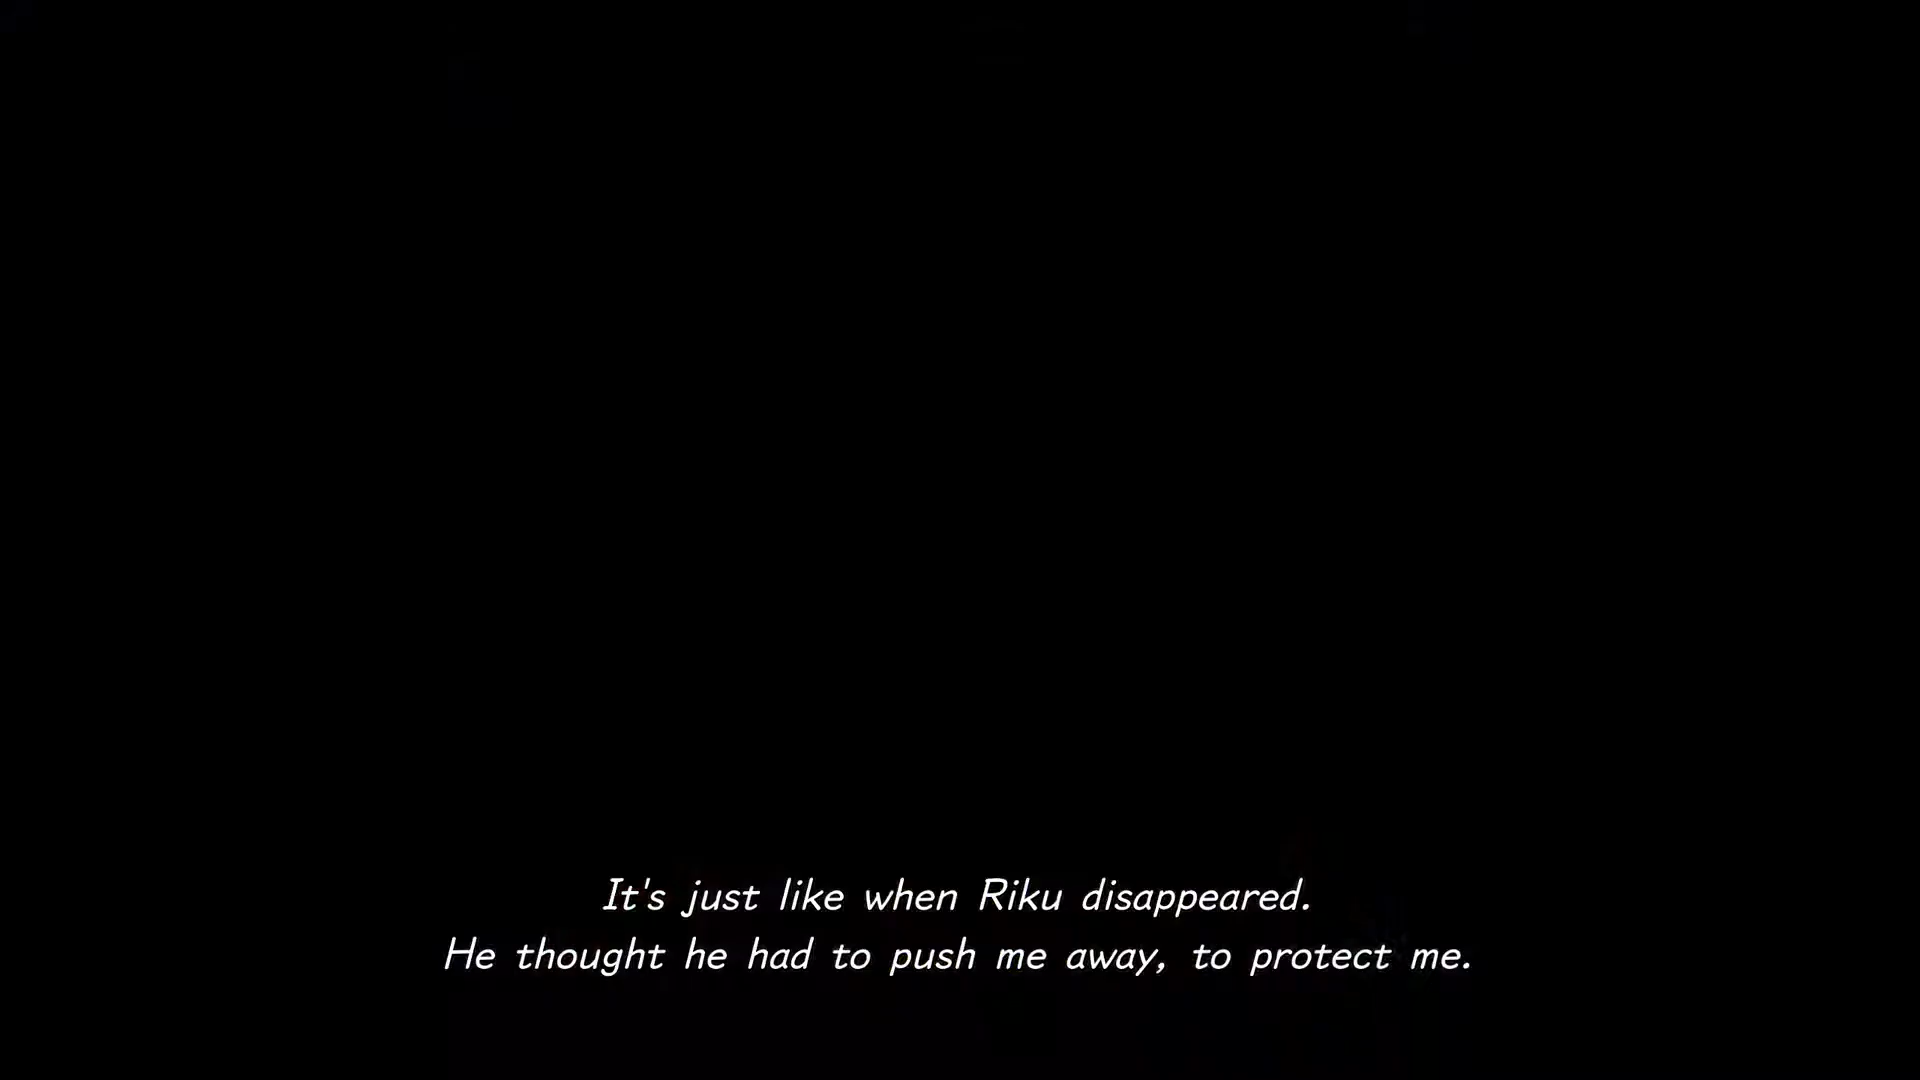 It's just like when Riku disappeared.
He thought he had to push me away, to protect me.